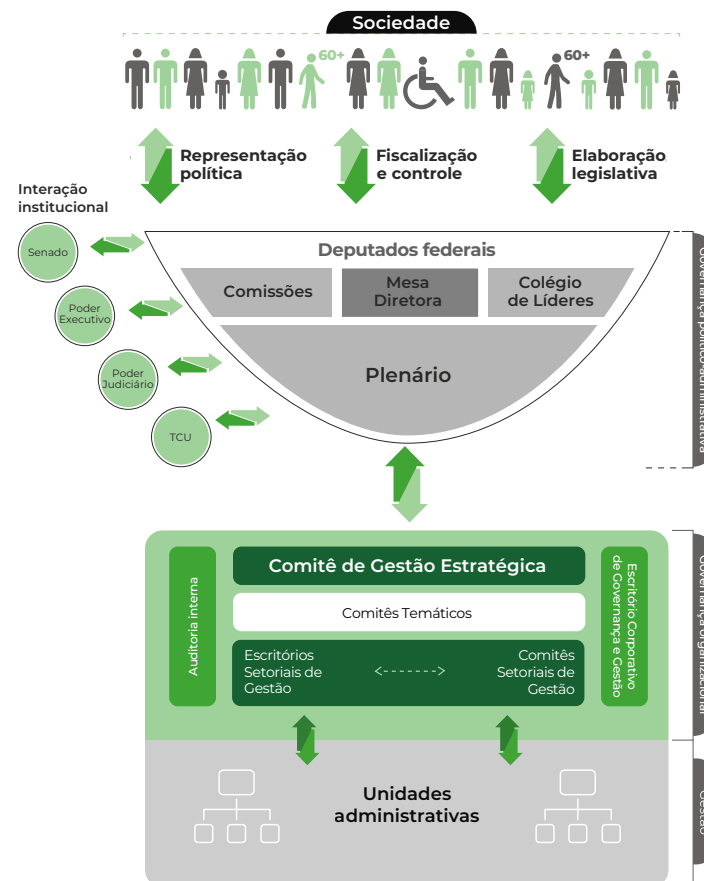 Sociedade
60+
60+
Representação
política
Fiscalização
e controle
Elaboração
legislativa
Interação
institucional
Senado
Poder
Executivo
Poder
Judiciário
TCU
Deputados federais
Comissões
Mesa
Diretora
Colégio
de Líderes
Plenário
Governança político-administrativa
Comitê de Gestão Estratégica
Comitês Temáticos
Auditoria interna
Escritórios
Setoriais de
Gestão
Comitês
Setoriais de
Gestão
Escritório Corporativo
de Governança e Gestão
Governança organizacional
Unidades
administrativas
Gestão